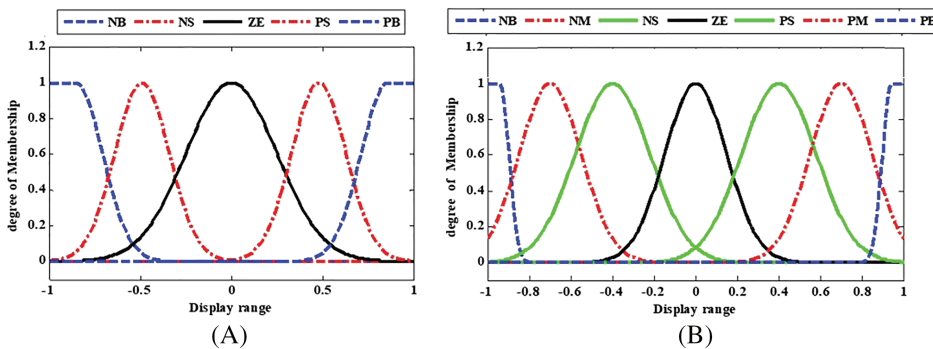 NB NS ZE PS PB
1.2
1
0.8
0.6
0.4
0.2
0
degree of Membership
-1 -0.5 0 0.5 1
Display range
(A)
NB NM NS ZE PS PM PB
1.2
1
0.8
0.6
0.4
0.2
0
degree of Membership
-1 -0.8 -0.6 -0.4 -0.2 0 0.2 0.4 0.6 0.8 1
Display range
(B)